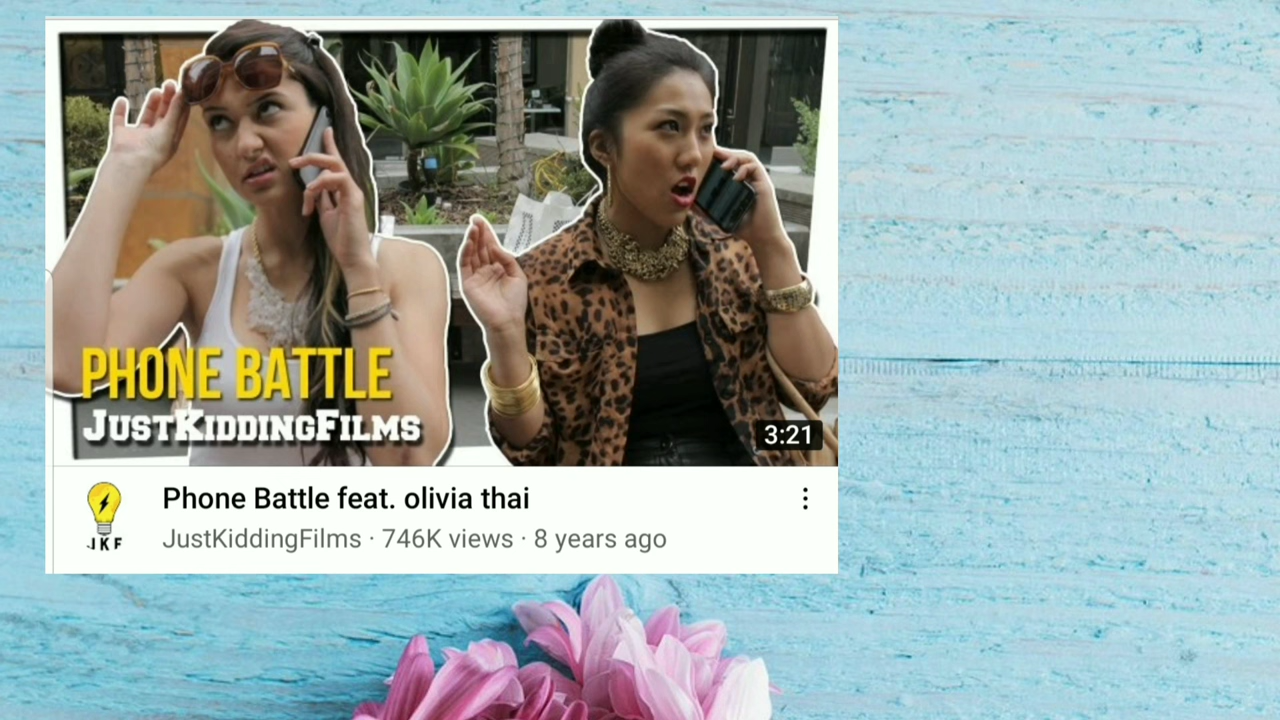 PHONE BATTLE
JUSTKIDDINGFILMS
3:21
Phone Battle feat. olivia thai
JustKiddingFilms · 746K views · 8 years ago
JKF